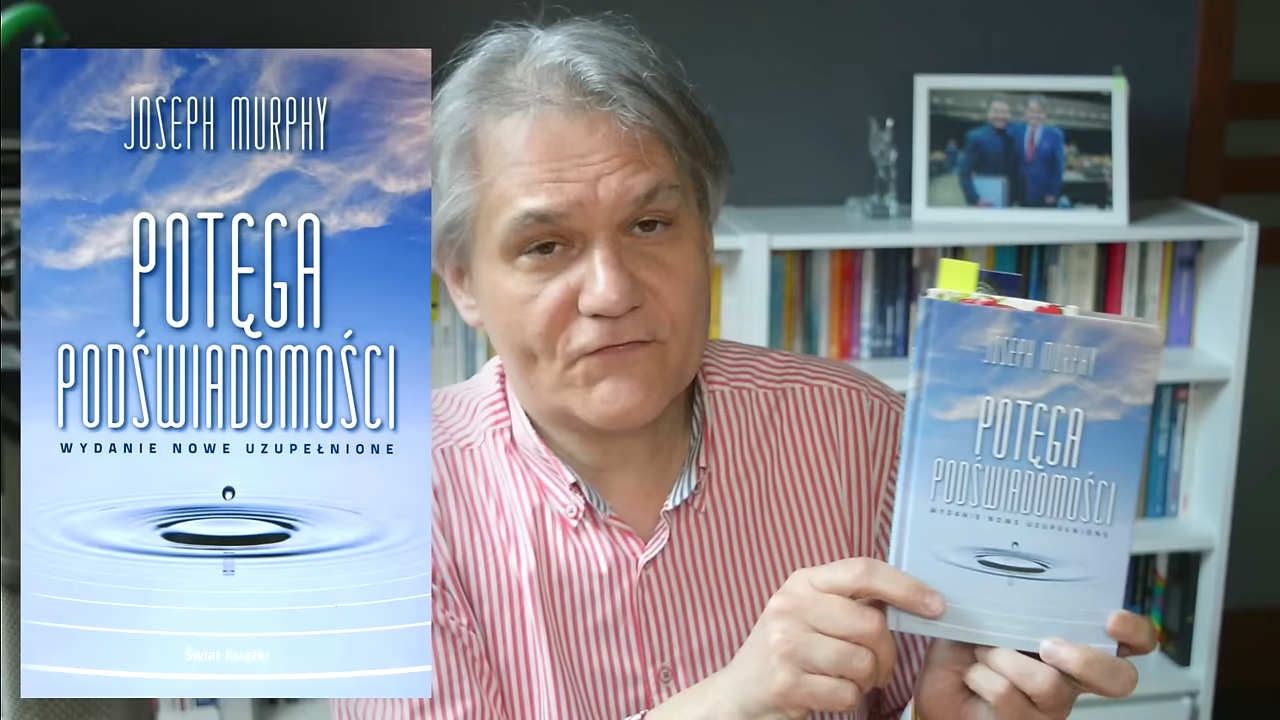 JOSEPH MURPHY
POTĘGA
PODŚWIADOMOŚCI
WYDANIE NOWE UZUPEŁNIONE
Świat Książki
JOSEPH MURPHY
POTĘGA
PODŚWIADOMOŚCI
WYDANIE NOWE UZUPEŁNIONE